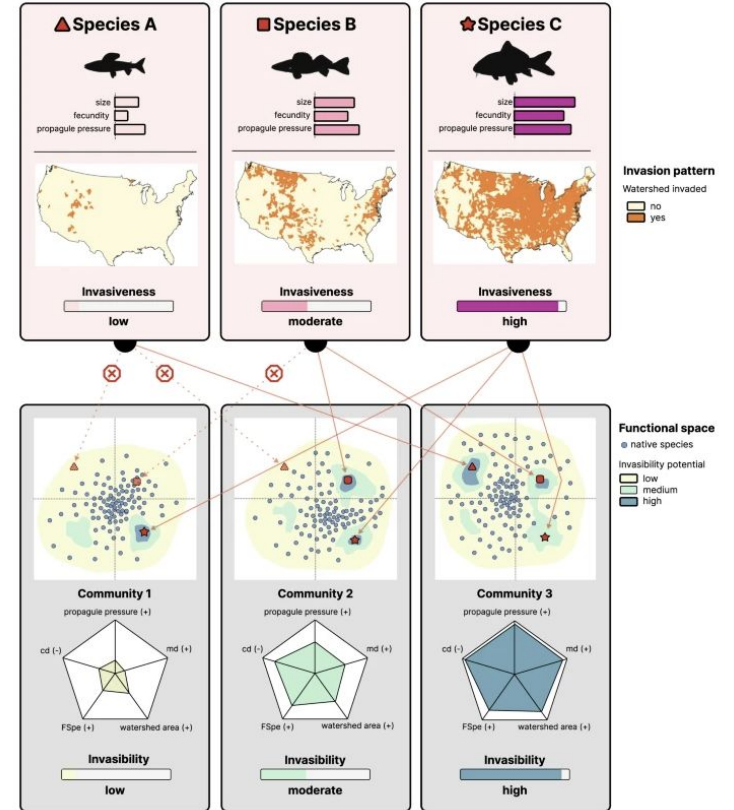 Species A
size
fecundity
propagule pressure
Invasiveness
low
Species B
size
fecundity
propagule pressure
Invasiveness
moderate
Species C
size
fecundity
propagule pressure
Invasiveness
high
Invasion pattern
Watershed invaded
no
yes
Functional space
native species
Invasibility potential
low
medium
high
Community 1
propagule pressure (+)
cd (-)
md (+)
FSpe (+)
watershed area (+)
Invasibility
low
Community 2
propagule pressure (+)
cd (-)
md (+)
FSpe (+)
watershed area (+)
Invasibility
moderate
Community 3
propagule pressure (+)
cd (-)
md (+)
FSpe (+)
watershed area (+)
Invasibility
high